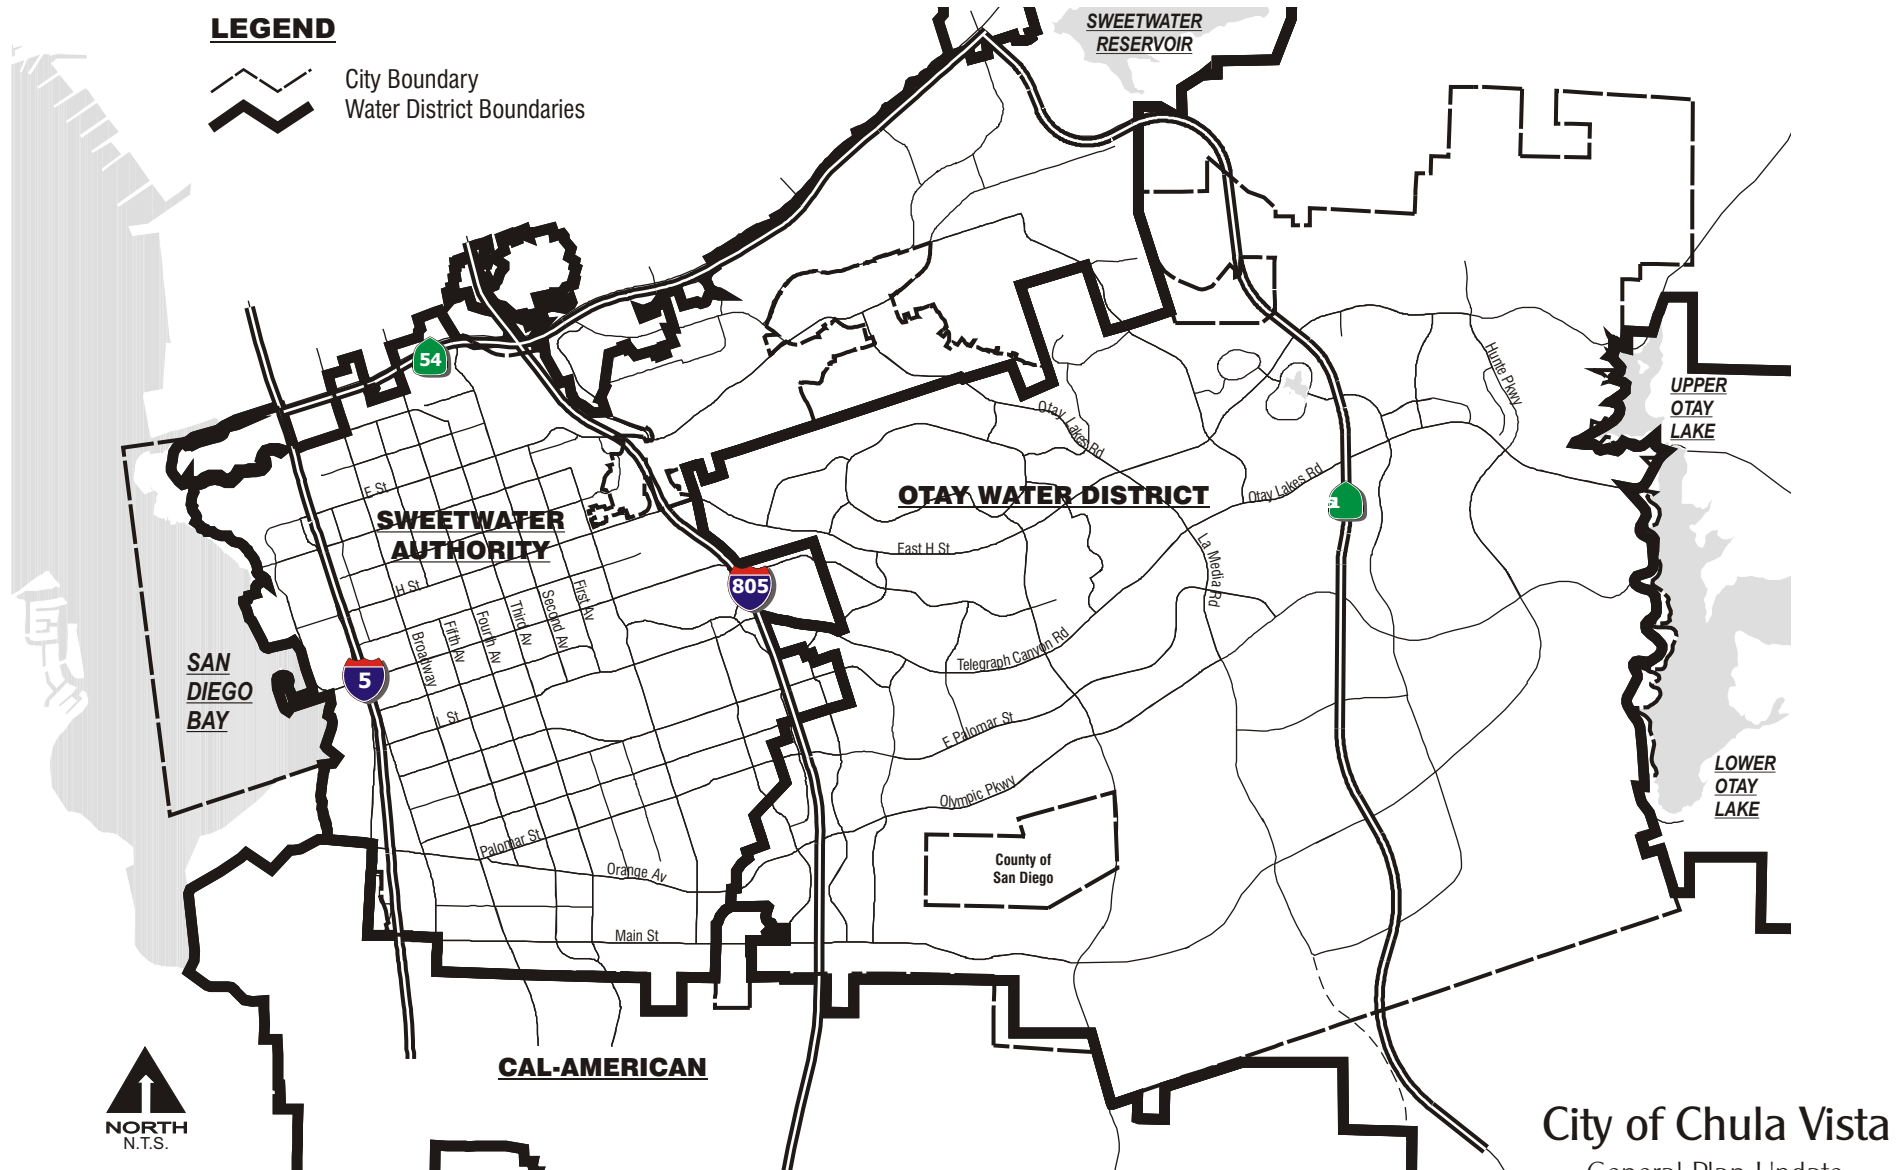 LEGEND
City Boundary
Water District Boundaries
SWEETWATER
RESERVOIR
54
Hunte Pkwy
UPPER
OTAY
LAKE
Otay Lakes Rd
OTAY WATER DISTRICT
Otay Lakes Rd
E St
SWEETWATER
AUTHORITY
East H St
H St
805
La Media Rd
First Av
Second Av
Third Av
Fourth Av
Fifth Av
Broadway
Telegraph Canyon Rd
SAN
DIEGO
BAY
5
L St
E Palomar St
Olympic Pkwy
LOWER
OTAY
LAKE
Palomar St
Orange Av
County of
San Diego
Main St
CAL-AMERICAN
NORTH
N.T.S.
City of Chula Vista
General Plan Update